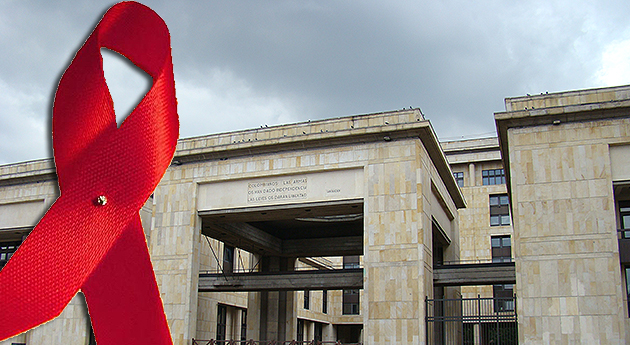 COLOMBIANOS LAS ARMAS
OS HAN DADO INDEPENDENCIA
LAS LEYES OS DARAN LIBERTAD